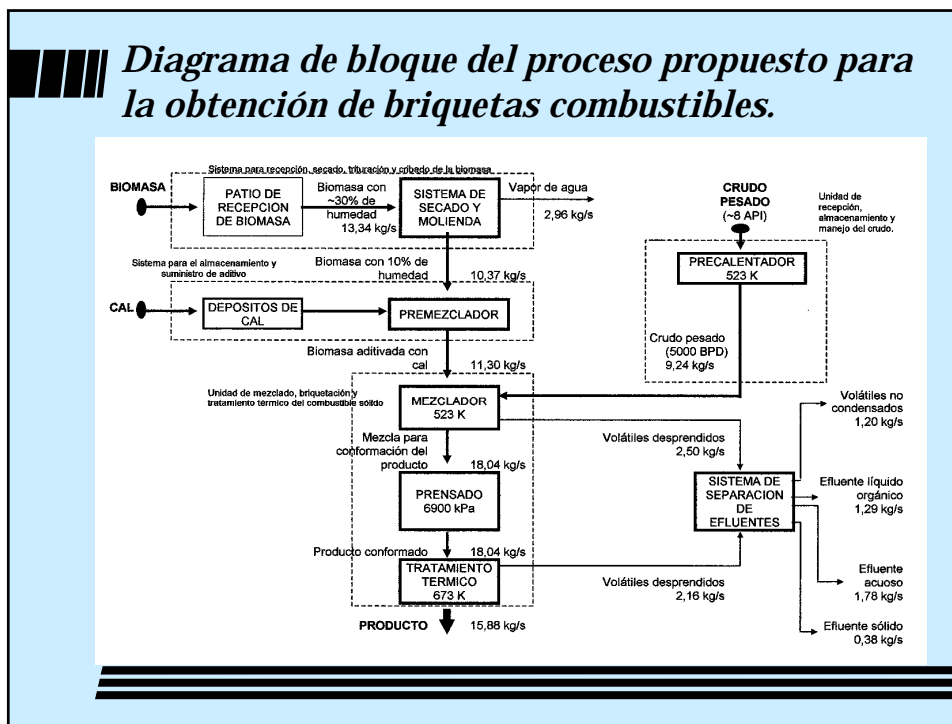 Diagrama de bloque del proceso propuesto para
la obtención de briquetas combustibles.
Sistema para recepción, secado, trituración y cribedo de la biomasa
BIOMASA
PATIO DE
RECEPCION
DE BIOMASA
Biomasa con
~30% de
humedad
13,34 kg/s
SISTEMA DE
SECADO Y
MOLIENDA
Vapor de agua
2,96 kg/s
CRUDO
PESADO
(~8 API)
Unidad de
recepción,
almacenamiento y
manejo del crudo.
PRECALENTADOR
523 K
Sistema para el almacenamiento y
suministro de aditivo
Biomasa con 10% de
humedad
10,37 kg/s
CAL
DEPOSITOS DE
CAL
PREMEZCLADOR
Crudo pesado
(5000 BPD)
9,24 kg/s
Biomasa aditivada con
cal
11,30 kg/s
Unidad de mezclado, briquetación y
tratamiento térmico del combustible sólido
MEZCLADOR
523 K
Volátiles no
condensados
1,20 kg/s
Mezcla para
conformación del
producto
18,04 kg/s
Volátiles desprendidos
2,50 kg/s
PRENSADO
6900 kPa
SISTEMA DE
SEPARACION
DE
EFLUENTES
Efluente líquido
orgánico
1,29 kg/s
Producto conformado
18,04 kg/s
TRATAMIENTO
TERMICO
673 K
Volátiles desprendidos
2,16 kg/s
Efluente
acuoso
1,78 kg/s
PRODUCTO
15,88 kg/s
Efluente sólido
0,38 kg/s